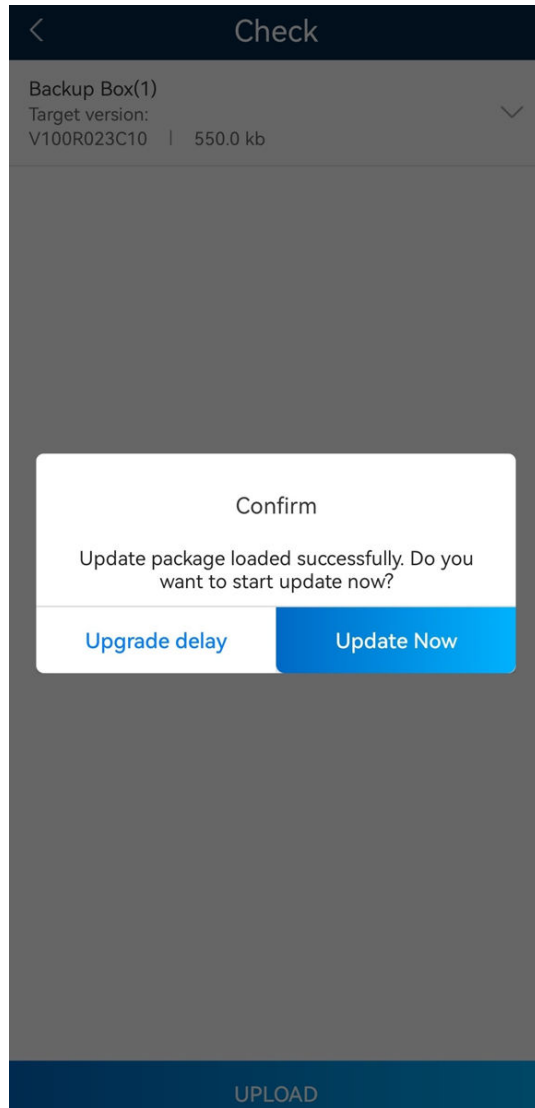 Check
Backup Box(1)
Target version:
V100R023C10 | 550.0 kb
Confirm
Update package loaded successfully. Do you
want to start update now?
Upgrade delay
Update Now
UPLOAD